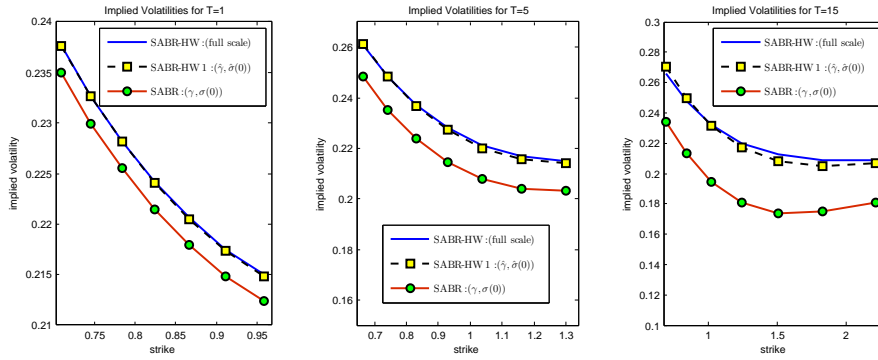 Implied Volatilities for T=1
0.24
0.235
0.23
0.225
0.22
0.215
0.21
implied volatility
0.75 0.8 0.85 0.9 0.95
strike
SABR-HW :(full scale)
SABR-HW 1 :(γ̂, σ̂(0))
SABR :(γ, σ(0))
Implied Volatilities for T=5
0.26
0.24
0.22
0.2
0.18
0.16
implied volatility
0.7 0.8 0.9 1 1.1 1.2 1.3
strike
SABR-HW :(full scale)
SABR-HW 1 :(γ̂, σ̂(0))
SABR :(γ, σ(0))
Implied Volatilities for T=15
0.3
0.28
0.26
0.24
0.22
0.2
0.18
0.16
0.14
0.12
0.1
implied volatility
1 1.5 2
strike
SABR-HW :(full scale)
SABR-HW 1 :(γ̂, σ̂(0))
SABR :(γ, σ(0))